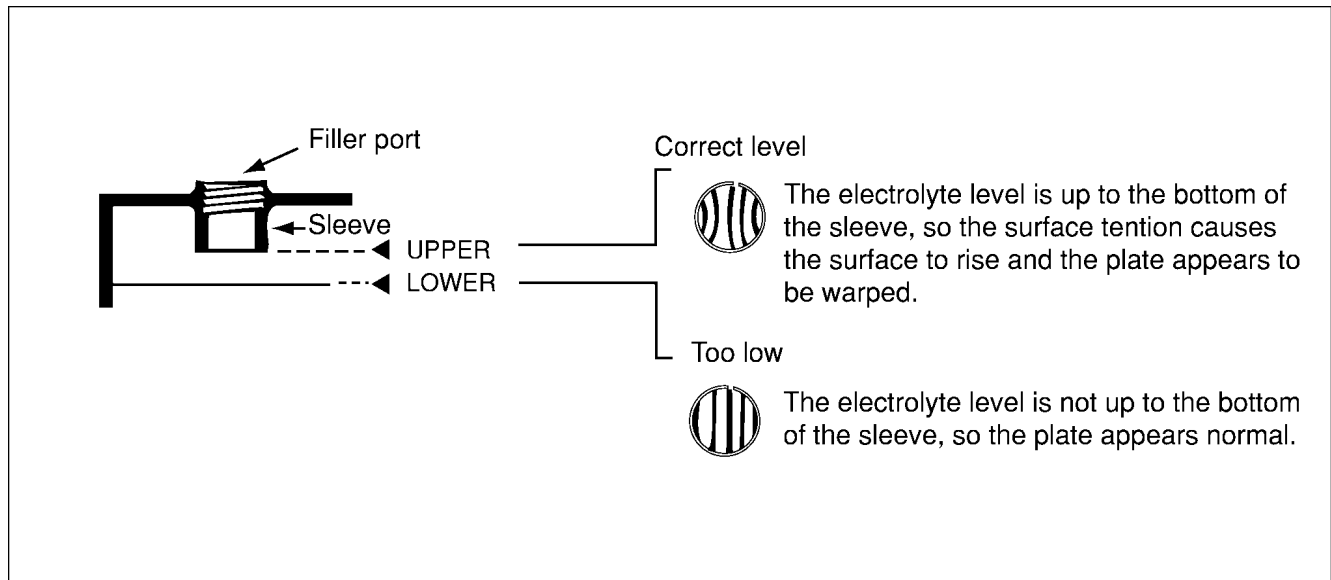 Filler port
Sleeve
UPPER
LOWER
Correct level
The electrolyte level is up to the bottom of
the sleeve, so the surface tention causes
the surface to rise and the plate appears to
be warped.
Too low
The electrolyte level is not up to the bottom
of the sleeve, so the plate appears normal.